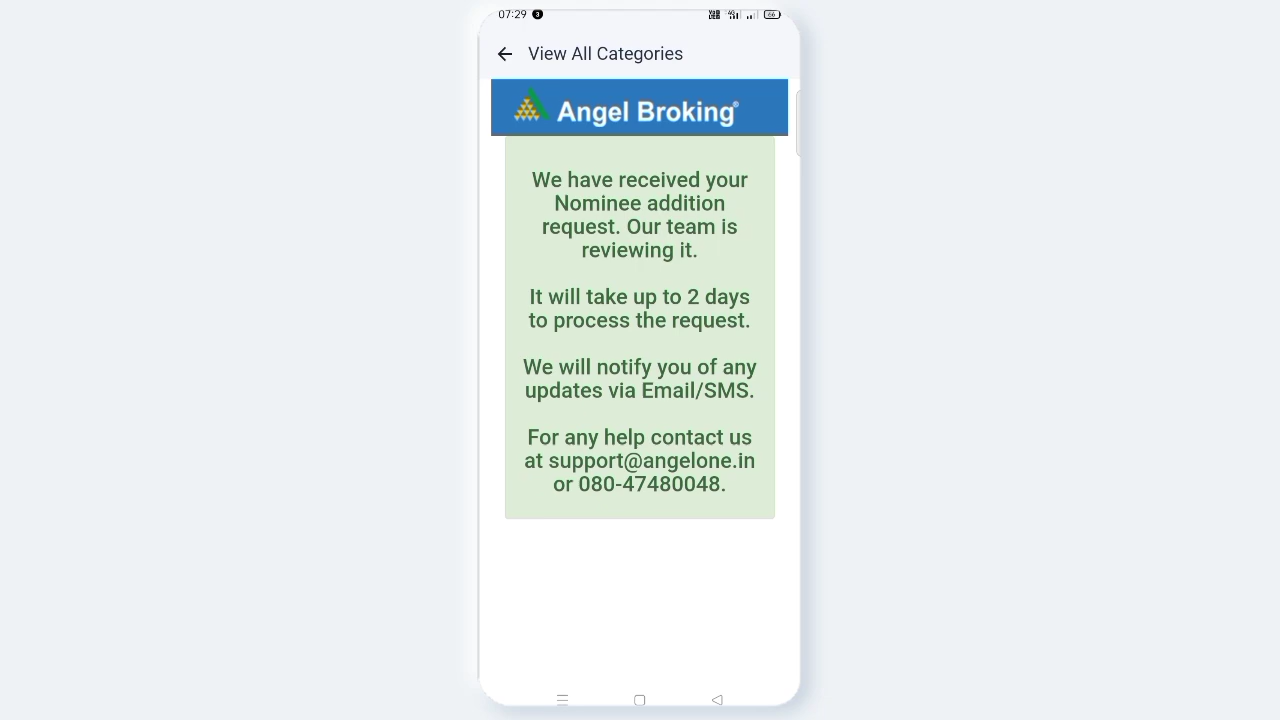 07:29 3 66
View All Categories
Angel Broking®
We have received your
Nominee addition
request. Our team is
reviewing it.
It will take up to 2 days
to process the request.
We will notify you of any
updates via Email/SMS.
For any help contact us
at support@angelone.in
or 080-47480048.